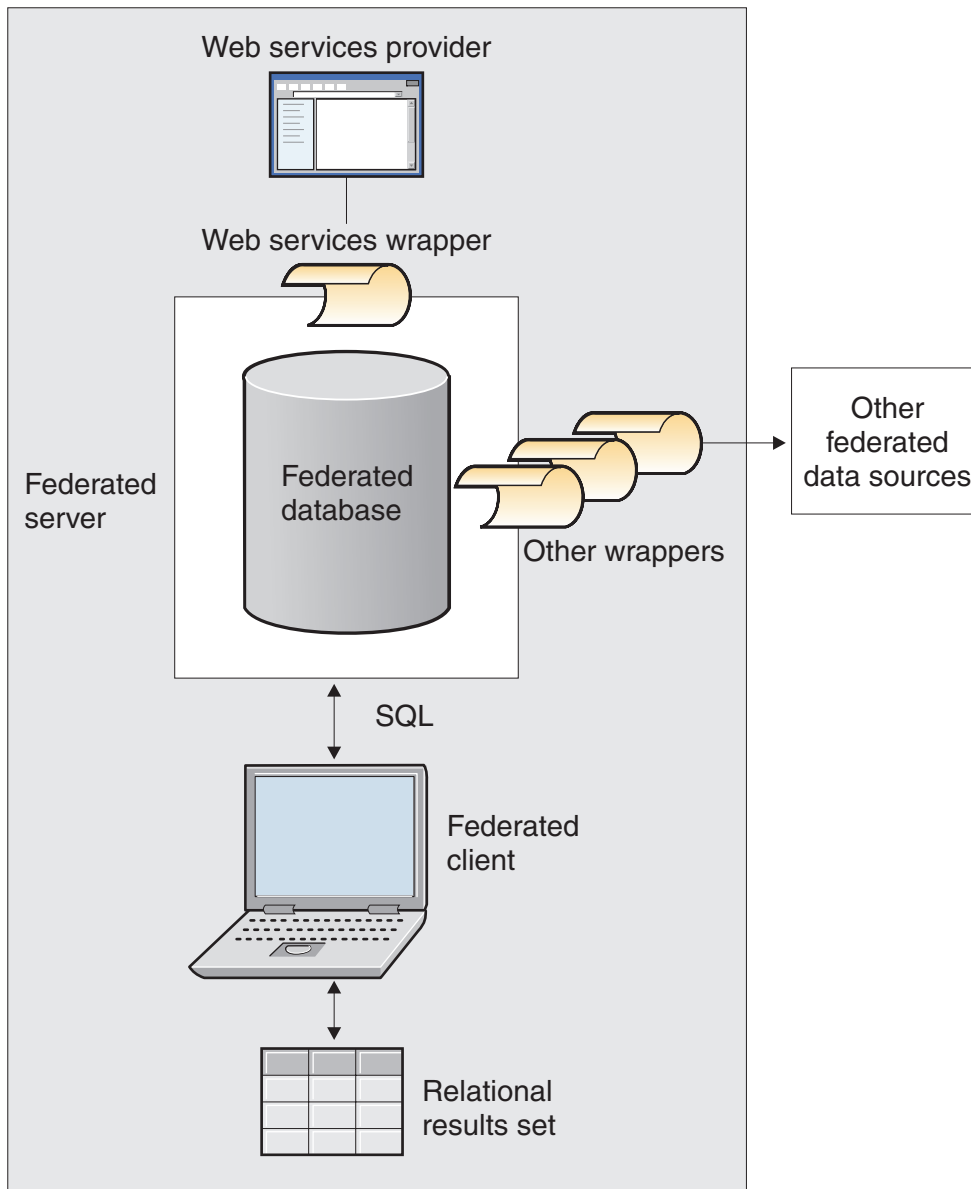 Web services provider
Web services wrapper
Federated
server
Federated
database
Other wrappers
Other
federated
data sources
SQL
Federated
client
Relational
results set